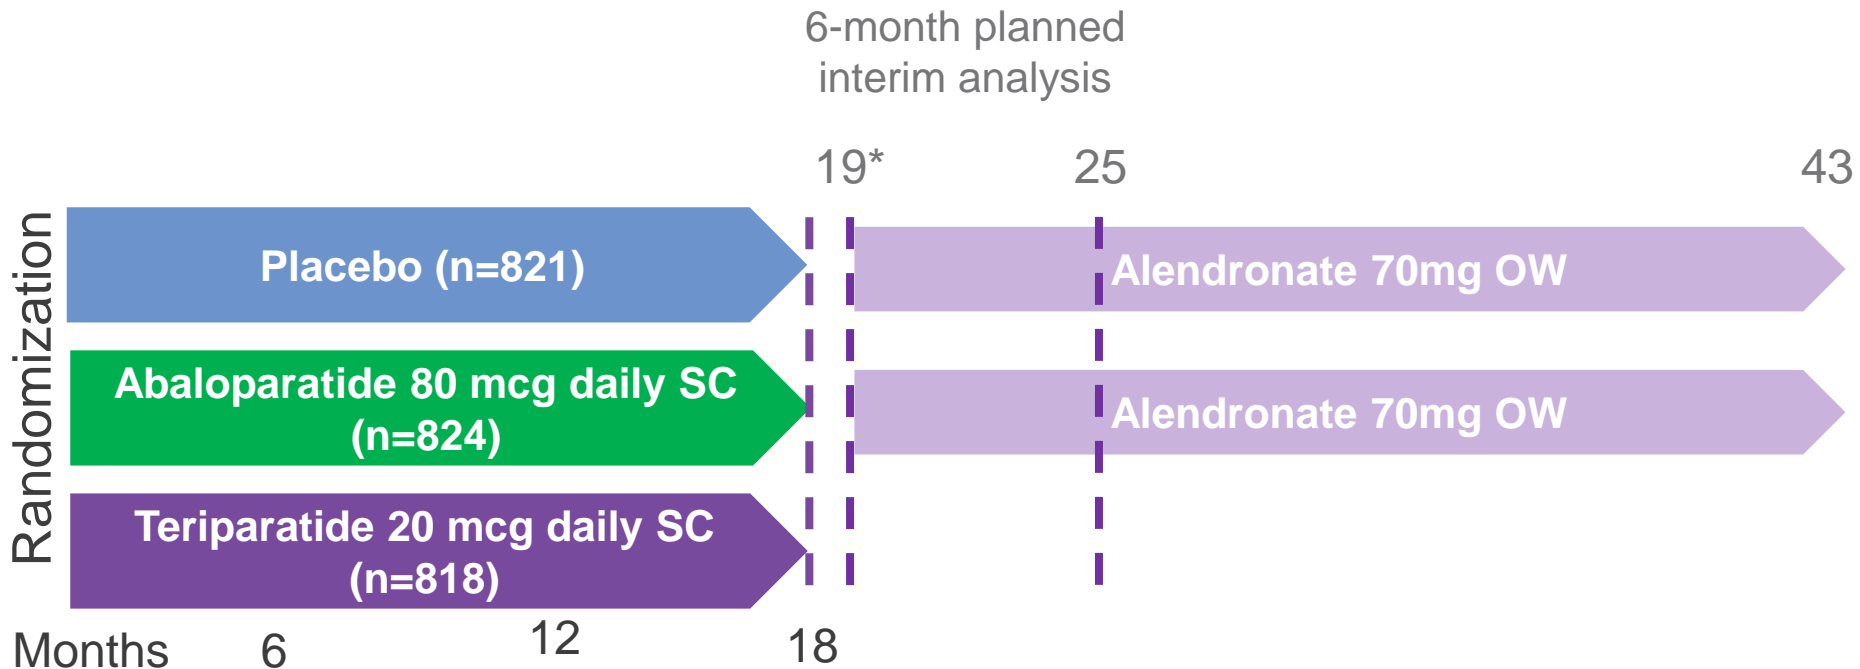 6-month planned
interim analysis
19*
25
43
Randomization
Placebo (n=821)
Alendronate 70mg OW
Abaloparatide 80 mcg daily SC
(n=824)
Alendronate 70mg OW
Teriparatide 20 mcg daily SC
(n=818)
Months
6
12
18